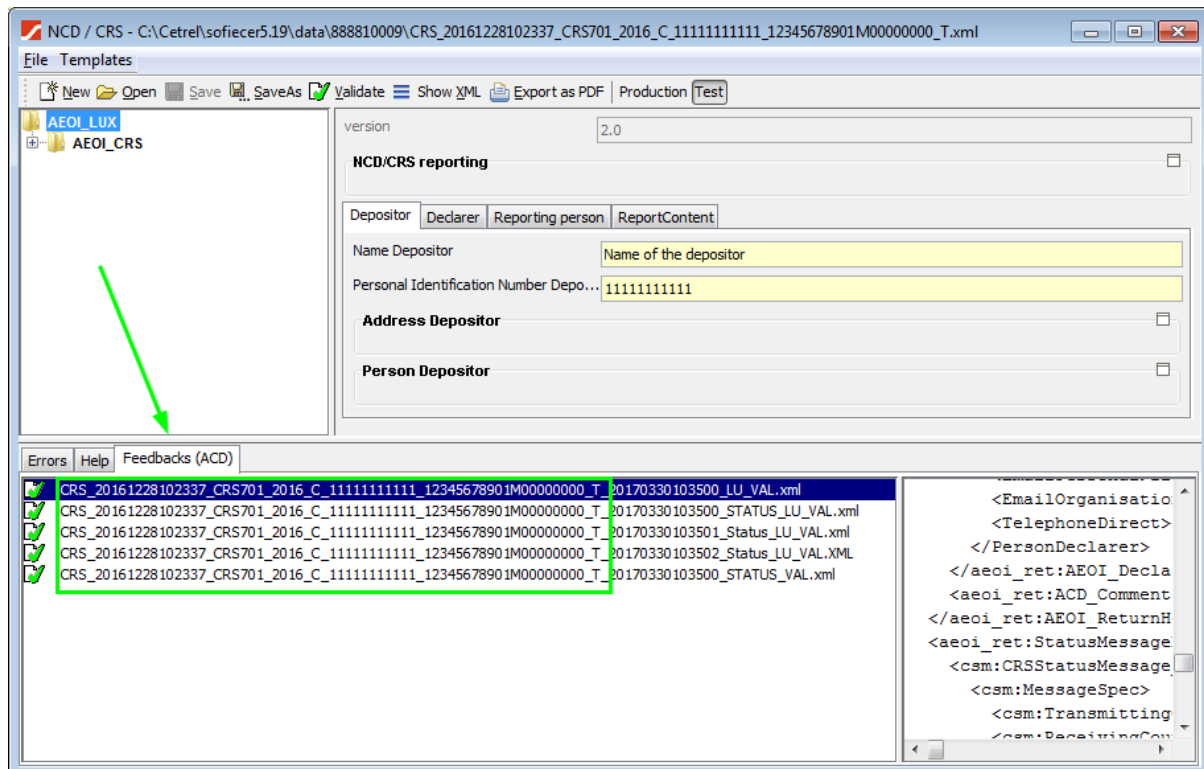 NCD / CRS - C:\Cetrel\sofiecer5.19\data\888810009\CRS_20161228102337_CRS701_2016_C_11111111111_12345678901M00000000_T.xml
File Templates
New Open Save SaveAs Validate Show XML Export as PDF Production Test
AEOI_LUX
AEOI_CRS
version 2.0
NCD/CRS reporting
Depositor Declarer Reporting person ReportContent
Name Depositor Name of the depositor
Personal Identification Number Depo... 11111111111
Address Depositor
Person Depositor
Errors Help Feedbacks (ACD)
CRS_20161228102337_CRS701_2016_C_11111111111_12345678901M00000000_T_20170330103500_LU_VAL.xml
CRS_20161228102337_CRS701_2016_C_11111111111_12345678901M00000000_T_20170330103500_STATUS_LU_VAL.xml
CRS_20161228102337_CRS701_2016_C_11111111111_12345678901M00000000_T_20170330103501_Status_LU_VAL.xml
CRS_20161228102337_CRS701_2016_C_11111111111_12345678901M00000000_T_20170330103502_Status_LU_VAL.XML
CRS_20161228102337_CRS701_2016_C_11111111111_12345678901M00000000_T_20170330103500_STATUS_VAL.xml
<EmailOrganisatio
<TelephoneDirect>
</PersonDeclarer>
</aeoi_ret:AEOI_Decla
<aeoi_ret:ACD_Comment
</aeoi_ret:AEOI_ReturnH
<aeoi_ret:StatusMessage
<csm:CRSStatusMessage_
<csm:MessageSpec>
<csm:Transmitting